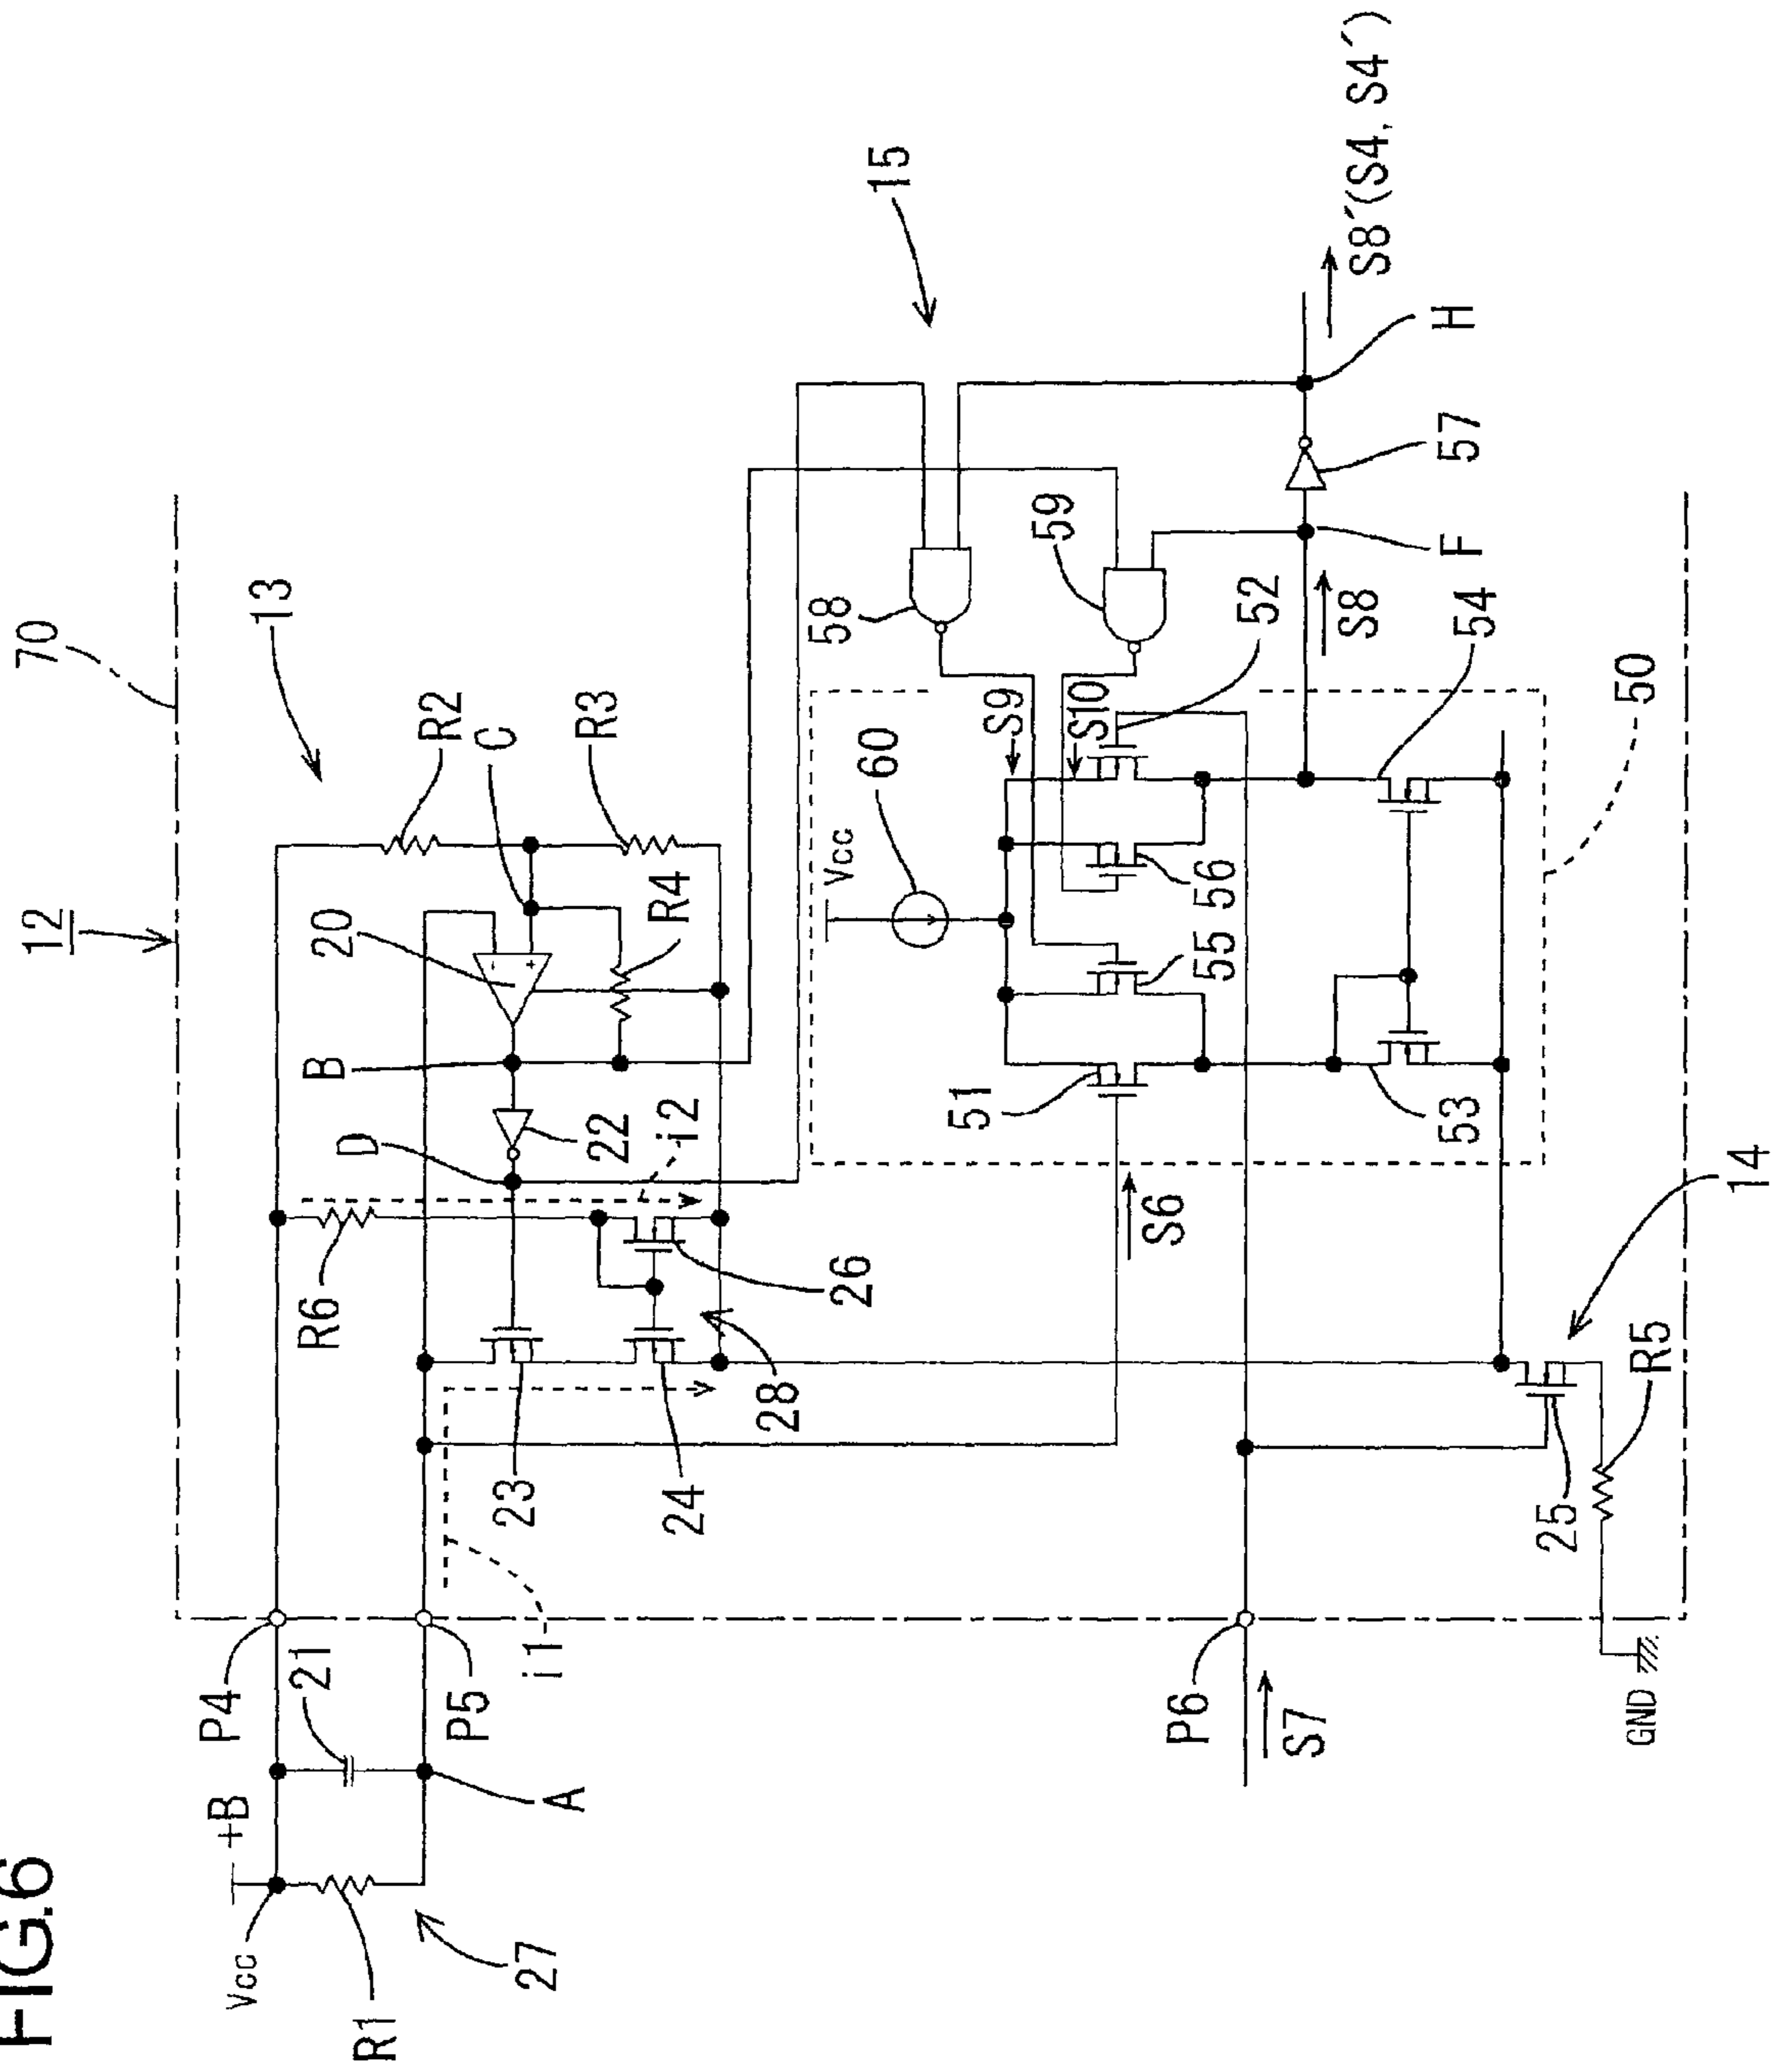 FIG.6
12
70
13
R2
C
R3
20
R4
B
D
22
i2
R6
26
28
23
24
i1
P4
21
+B
Vcc
R1
27
A
P5
P6
S7
S6
GND
25
R5
14
15
58
59
S9
S10
52
60
Vcc
56
55
51
53
54
50
S8
F
57
H
S8´(S4, S4´)
-
+